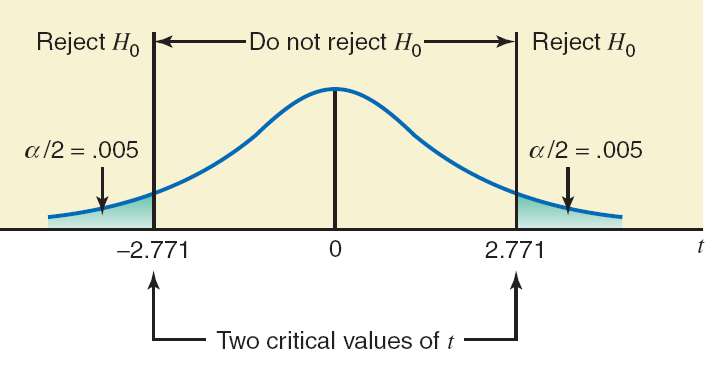 Reject H₀
Do not reject H₀
Reject H₀
α/2 = .005
α/2 = .005
–2.771
0
2.771
t
Two critical values of t